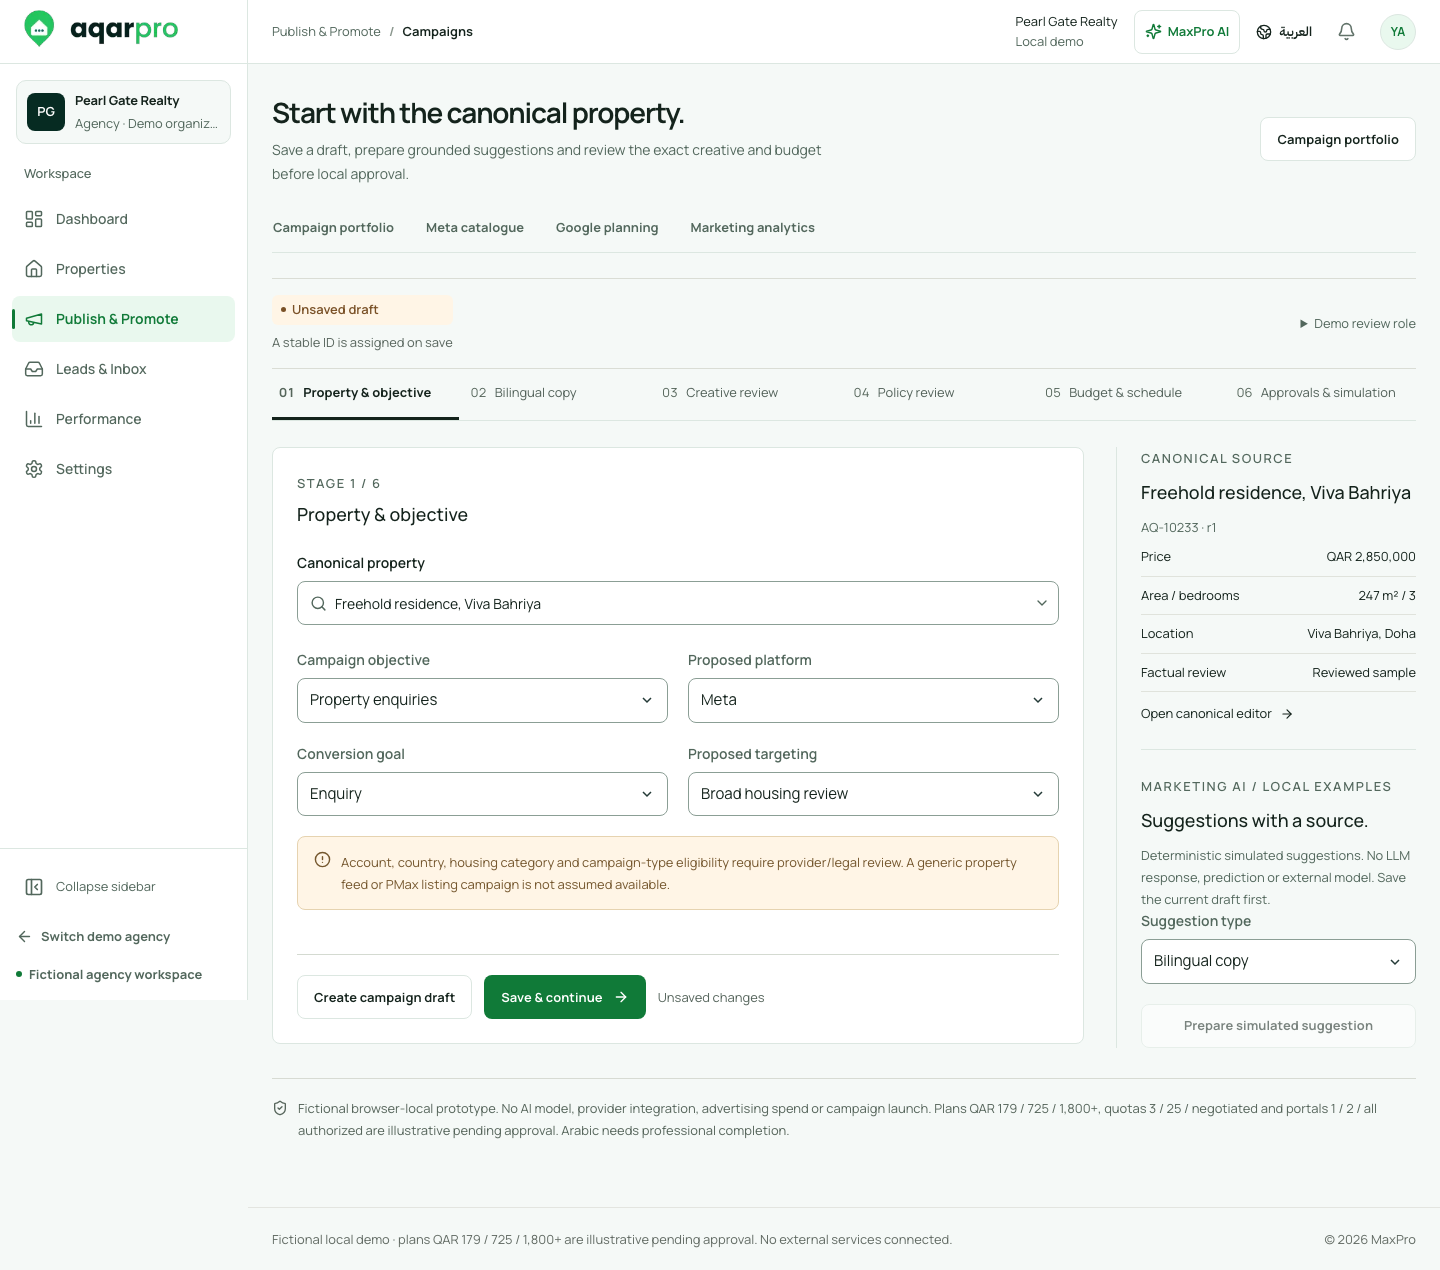 aqarpro
Publish & Promote / Campaigns
Pearl Gate Realty
Local demo
MaxPro AI
العربية
YA
PG
Pearl Gate Realty
Agency · Demo organiz...
Workspace
Dashboard
Properties
Publish & Promote
Leads & Inbox
Performance
Settings
Collapse sidebar
Switch demo agency
Fictional agency workspace
Start with the canonical property.
Save a draft, prepare grounded suggestions and review the exact creative and budget
before local approval.
Campaign portfolio
Campaign portfolio Meta catalogue Google planning Marketing analytics
Unsaved draft
A stable ID is assigned on save
Demo review role
01 Property & objective 02 Bilingual copy 03 Creative review 04 Policy review 05 Budget & schedule 06 Approvals & simulation
STAGE 1 / 6
Property & objective
Canonical property
Freehold residence, Viva Bahriya
Campaign objective Proposed platform
Property enquiries Meta
Conversion goal Proposed targeting
Enquiry Broad housing review
Account, country, housing category and campaign-type eligibility require provider/legal review. A generic property
feed or PMax listing campaign is not assumed available.
Create campaign draft Save & continue Unsaved changes
CANONICAL SOURCE
Freehold residence, Viva Bahriya
AQ-10233 · r1
Price QAR 2,850,000
Area / bedrooms 247 m² / 3
Location Viva Bahriya, Doha
Factual review Reviewed sample
Open canonical editor
MARKETING AI / LOCAL EXAMPLES
Suggestions with a source.
Deterministic simulated suggestions. No LLM
response, prediction or external model. Save
the current draft first.
Suggestion type
Bilingual copy
Prepare simulated suggestion
Fictional browser-local prototype. No AI model, provider integration, advertising spend or campaign launch. Plans QAR 179 / 725 / 1,800+, quotas 3 / 25 / negotiated and portals 1 / 2 / all
authorized are illustrative pending approval. Arabic needs professional completion.
Fictional local demo · plans QAR 179 / 725 / 1,800+ are illustrative pending approval. No external services connected.
© 2026 MaxPro